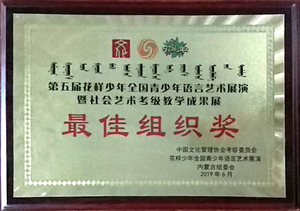 第五届花样少年全国青少年语言艺术展演
暨社会艺术考级教学成果展
最佳组织奖
中国文化管理协会考级委员会
花样少年全国青少年语言艺术展演
内蒙古组委会
2019年6月